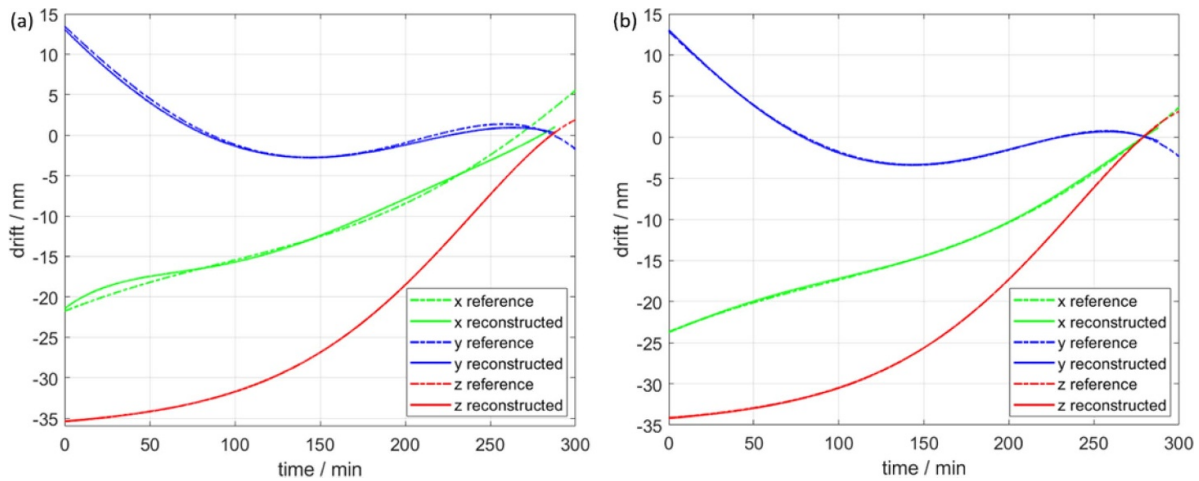 (a)
15
10
5
0
-5
-10
-15
-20
-25
-30
-35
drift / nm
0 50 100 150 200 250 300
time / min
x reference
x reconstructed
y reference
y reconstructed
z reference
z reconstructed
(b)
15
10
5
0
-5
-10
-15
-20
-25
-30
-35
drift / nm
0 50 100 150 200 250 300
time / min
x reference
x reconstructed
y reference
y reconstructed
z reference
z reconstructed